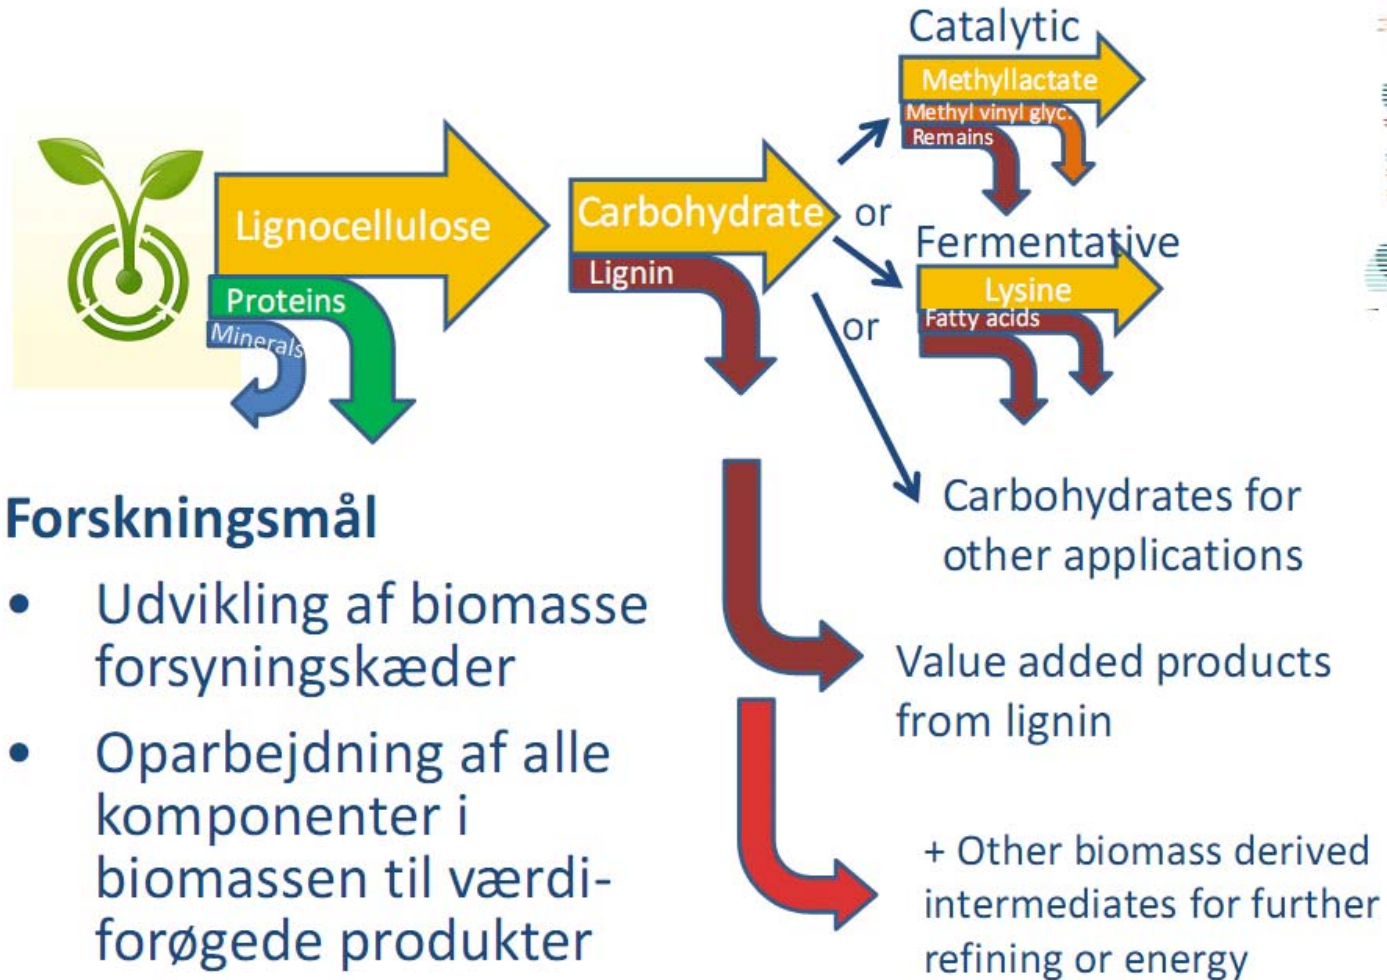 Catalytic
Methyllactate
Methyl vinyl glyc.
Remains
Lignocellulose
Proteins
Minerals
Carbohydrate
Lignin
or
Fermentative
Lysine
Fatty acids
or
Carbohydrates for
other applications
Value added products
from lignin
+ Other biomass derived
intermediates for further
refining or energy
Forskningsmål
• Udvikling af biomasse
forsyningskæder
• Oparbejdning af alle
komponenter i
biomassen til værdi-
forøgede produkter